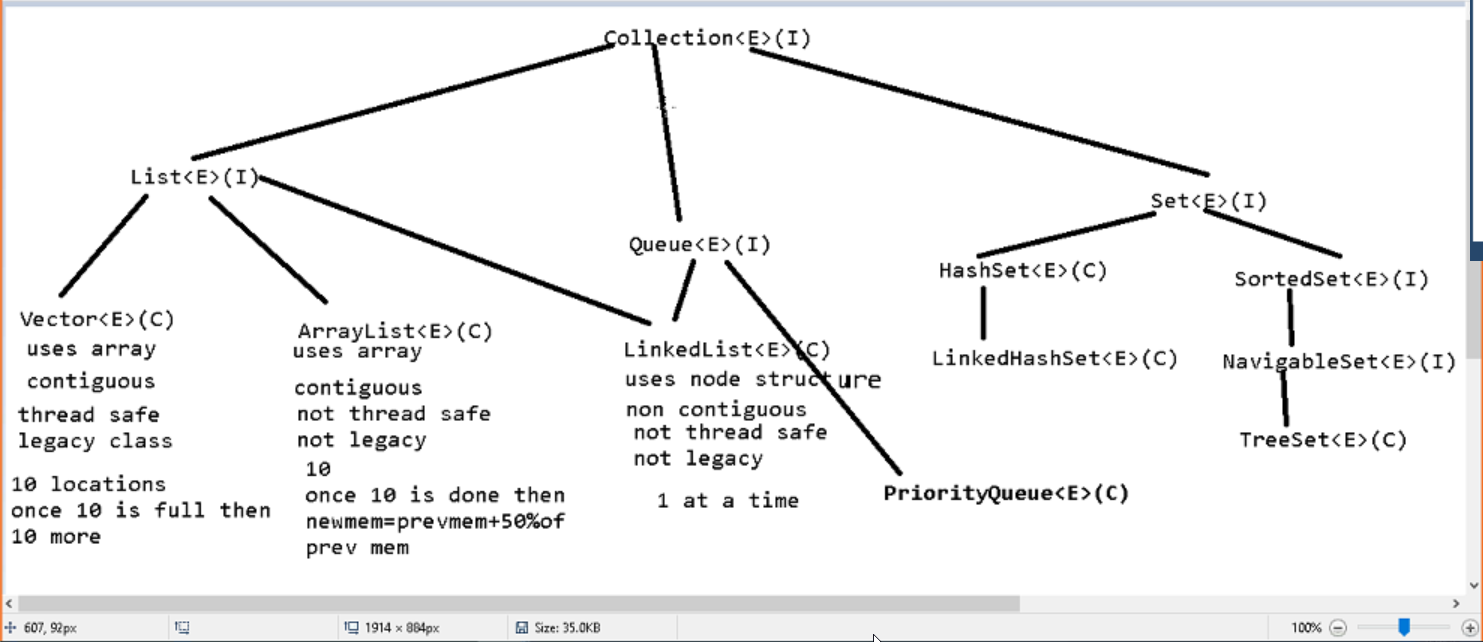 Collection<E>(I)
List<E>(I)
Queue<E>(I)
Set<E>(I)
Vector<E>(C)
uses array
contiguous
thread safe
legacy class
10 locations
once 10 is full then
10 more
ArrayList<E>(C)
uses array
contiguous
not thread safe
not legacy
10
once 10 is done then
newmem=prevmem+50%of
prev mem
LinkedList<E>(C)
uses node structure
non contiguous
not thread safe
not legacy
1 at a time
PriorityQueue<E>(C)
HashSet<E>(C)
LinkedHashSet<E>(C)
SortedSet<E>(I)
NavigableSet<E>(I)
TreeSet<E>(C)
607, 92px
1914 × 884px
Size: 35.0KB
100%